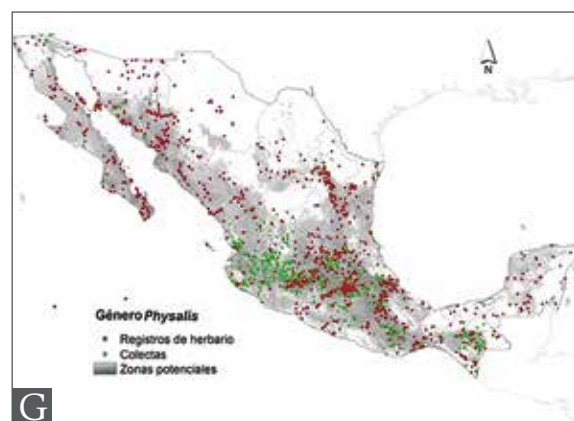 N
Género Physalis
Registros de herbario
Colectas
Zonas potenciales
G